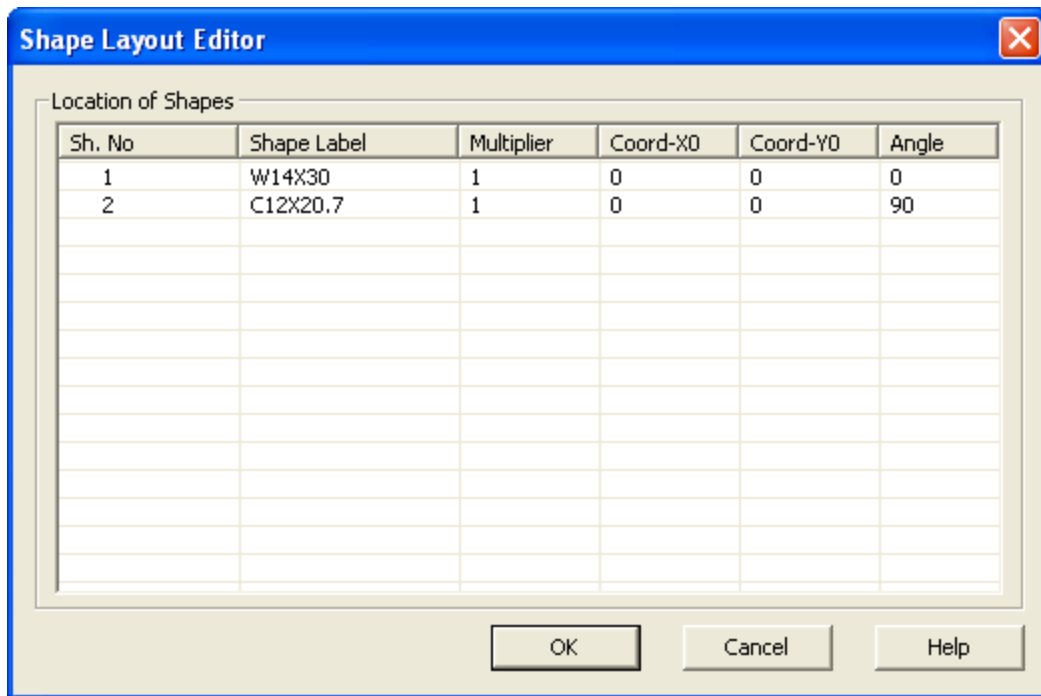 Shape Layout Editor
Location of Shapes
Sh. No Shape Label Multiplier Coord-X0 Coord-Y0 Angle
1 W14X30 1 0 0 0
2 C12X20.7 1 0 0 90
OK Cancel Help